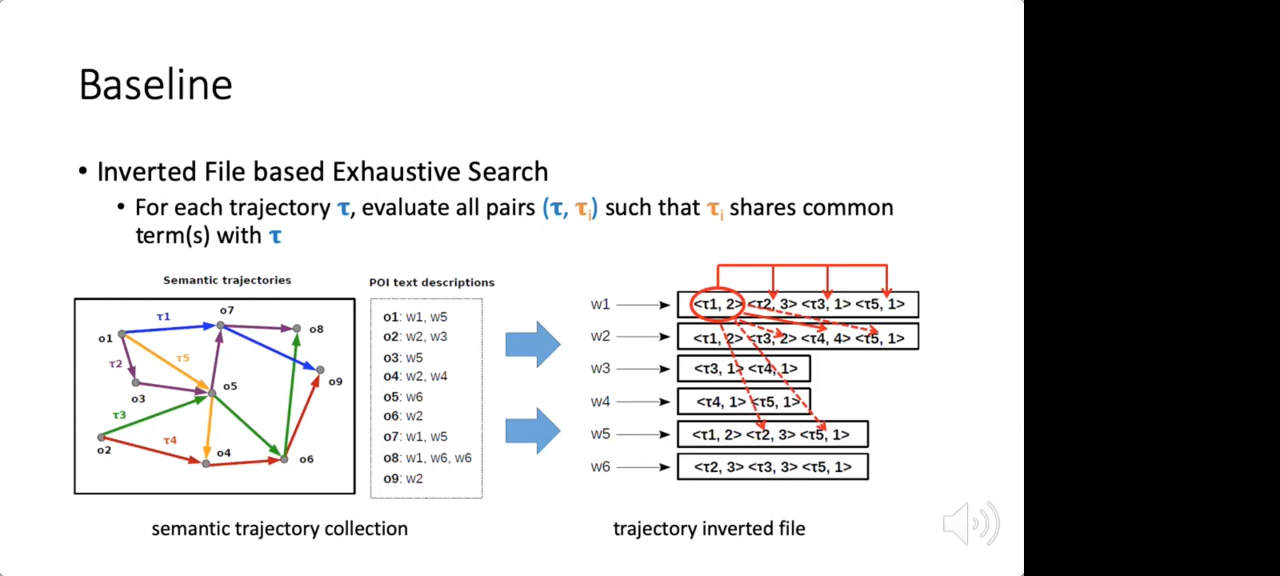 Baseline
• Inverted File based Exhaustive Search
• For each trajectory τ, evaluate all pairs (τ, τi) such that τi shares common
term(s) with τ
Semantic trajectories
o1
o2
o3
o4
o5
o6
o7
o8
o9
τ1
τ2
τ3
τ4
τ5
POI text descriptions
o1: w1, w5
o2: w2, w3
o3: w5
o4: w2, w4
o5: w6
o6: w2
o7: w1, w5
o8: w1, w6, w6
o9: w2
w1 <τ1, 2> <τ2, 3> <τ3, 1> <τ5, 1>
w2 <τ1, 2> <τ3, 2> <τ4, 4> <τ5, 1>
w3 <τ3, 1> <τ4, 1>
w4 <τ4, 1> <τ5, 1>
w5 <τ1, 2> <τ2, 3> <τ5, 1>
w6 <τ2, 3> <τ3, 3> <τ5, 1>
semantic trajectory collection
trajectory inverted file